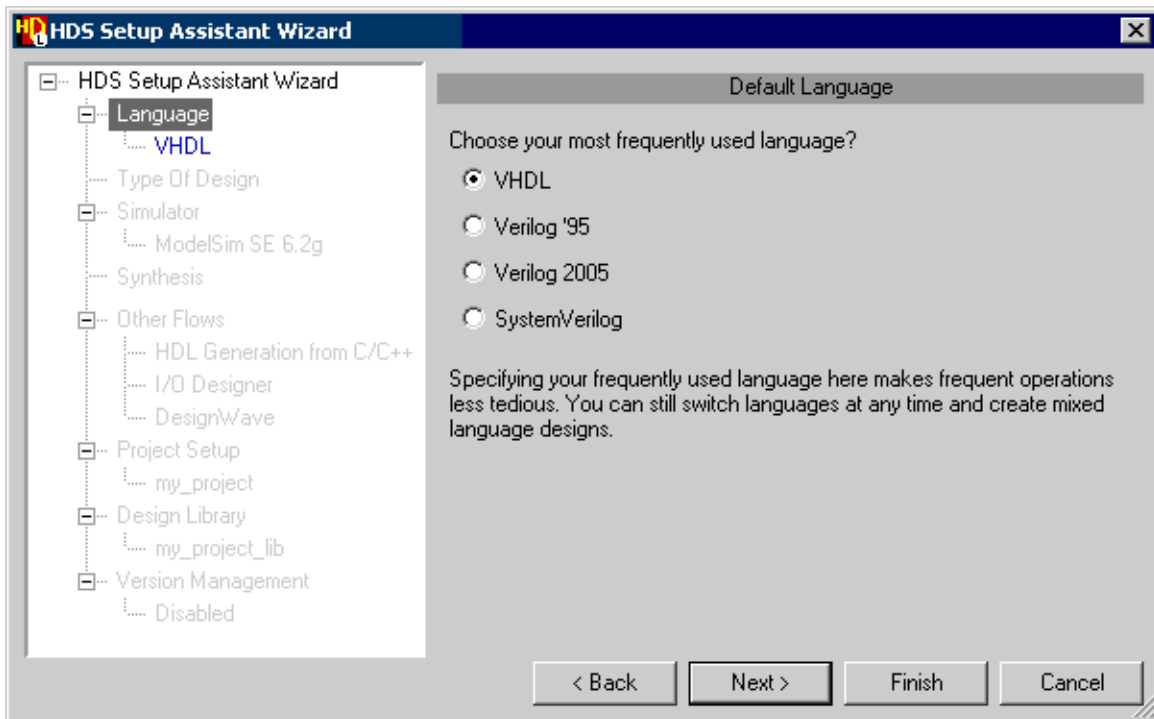 HDS Setup Assistant Wizard
HDS Setup Assistant Wizard
Language
VHDL
Type Of Design
Simulator
ModelSim SE 6.2g
Synthesis
Other Flows
HDL Generation from C/C++
I/O Designer
DesignWave
Project Setup
my_project
Design Library
my_project_lib
Version Management
Disabled
Default Language
Choose your most frequently used language?
VHDL
Verilog '95
Verilog 2005
SystemVerilog
Specifying your frequently used language here makes frequent operations
less tedious. You can still switch languages at any time and create mixed
language designs.
< Back
Next >
Finish
Cancel